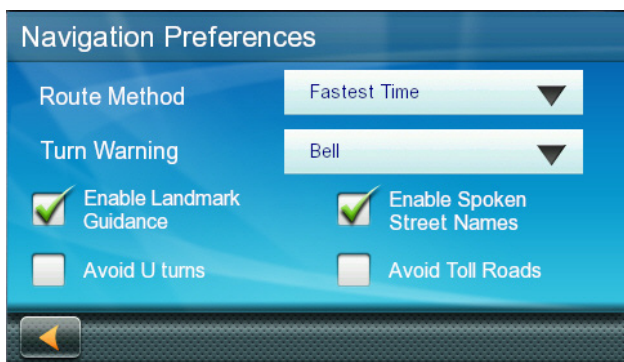 Navigation Preferences
Route Method
Fastest Time
Turn Warning
Bell
Enable Landmark
Guidance
Enable Spoken
Street Names
Avoid U turns
Avoid Toll Roads